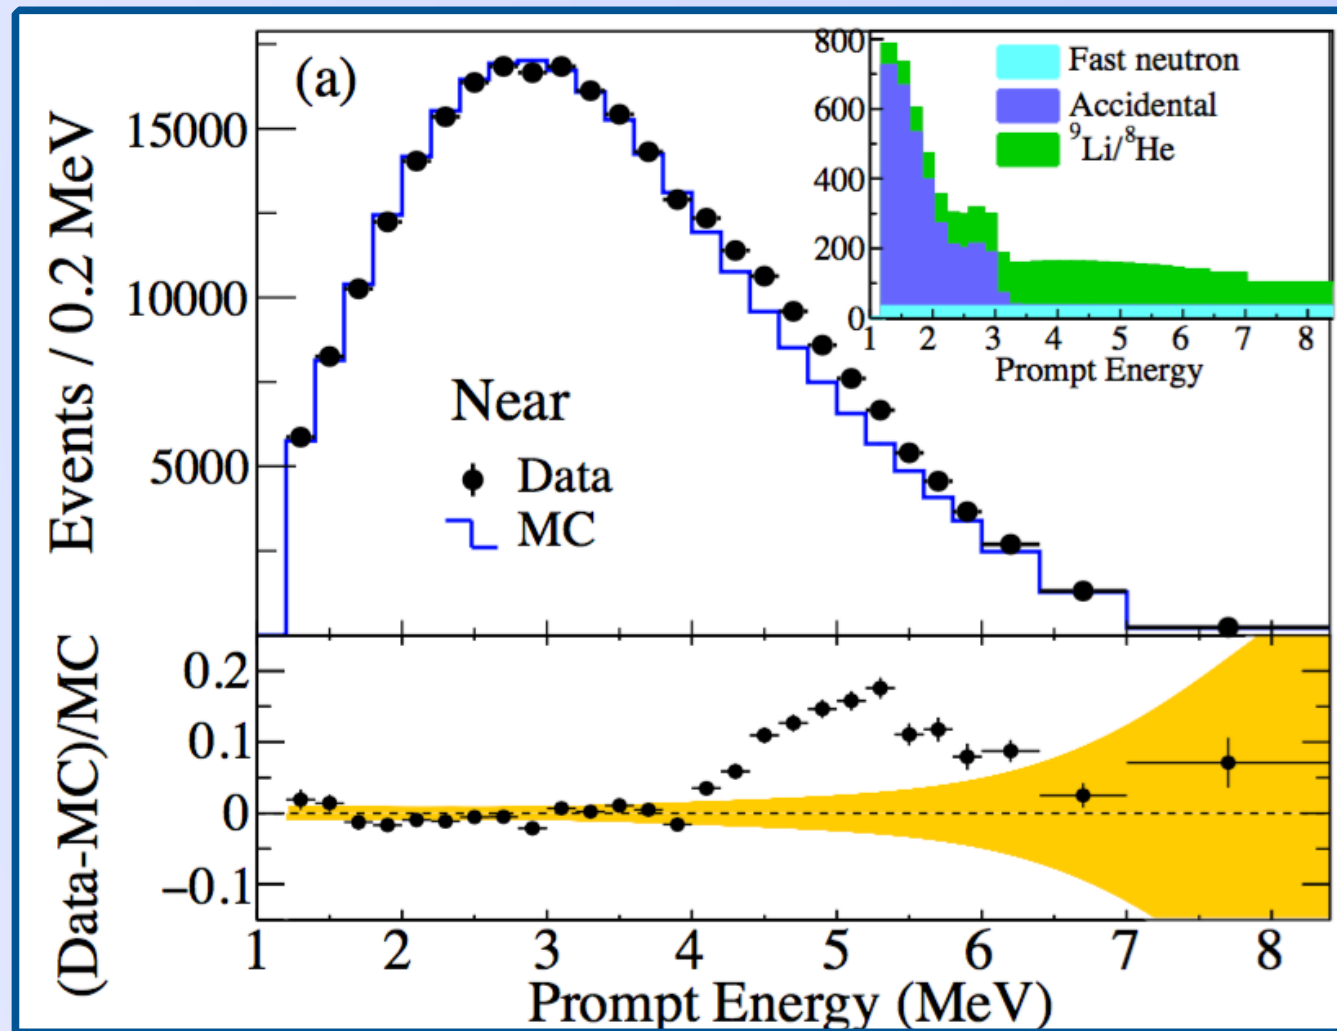 (a)
Events / 0.2 MeV
15000
10000
5000
Near
Data
MC
800
600
400
200
0
Fast neutron
Accidental
⁹Li/⁸He
1 2 3 4 5 6 7 8
Prompt Energy
(Data-MC)/MC
0.2
0.1
0
−0.1
1 2 3 4 5 6 7 8
Prompt Energy (MeV)